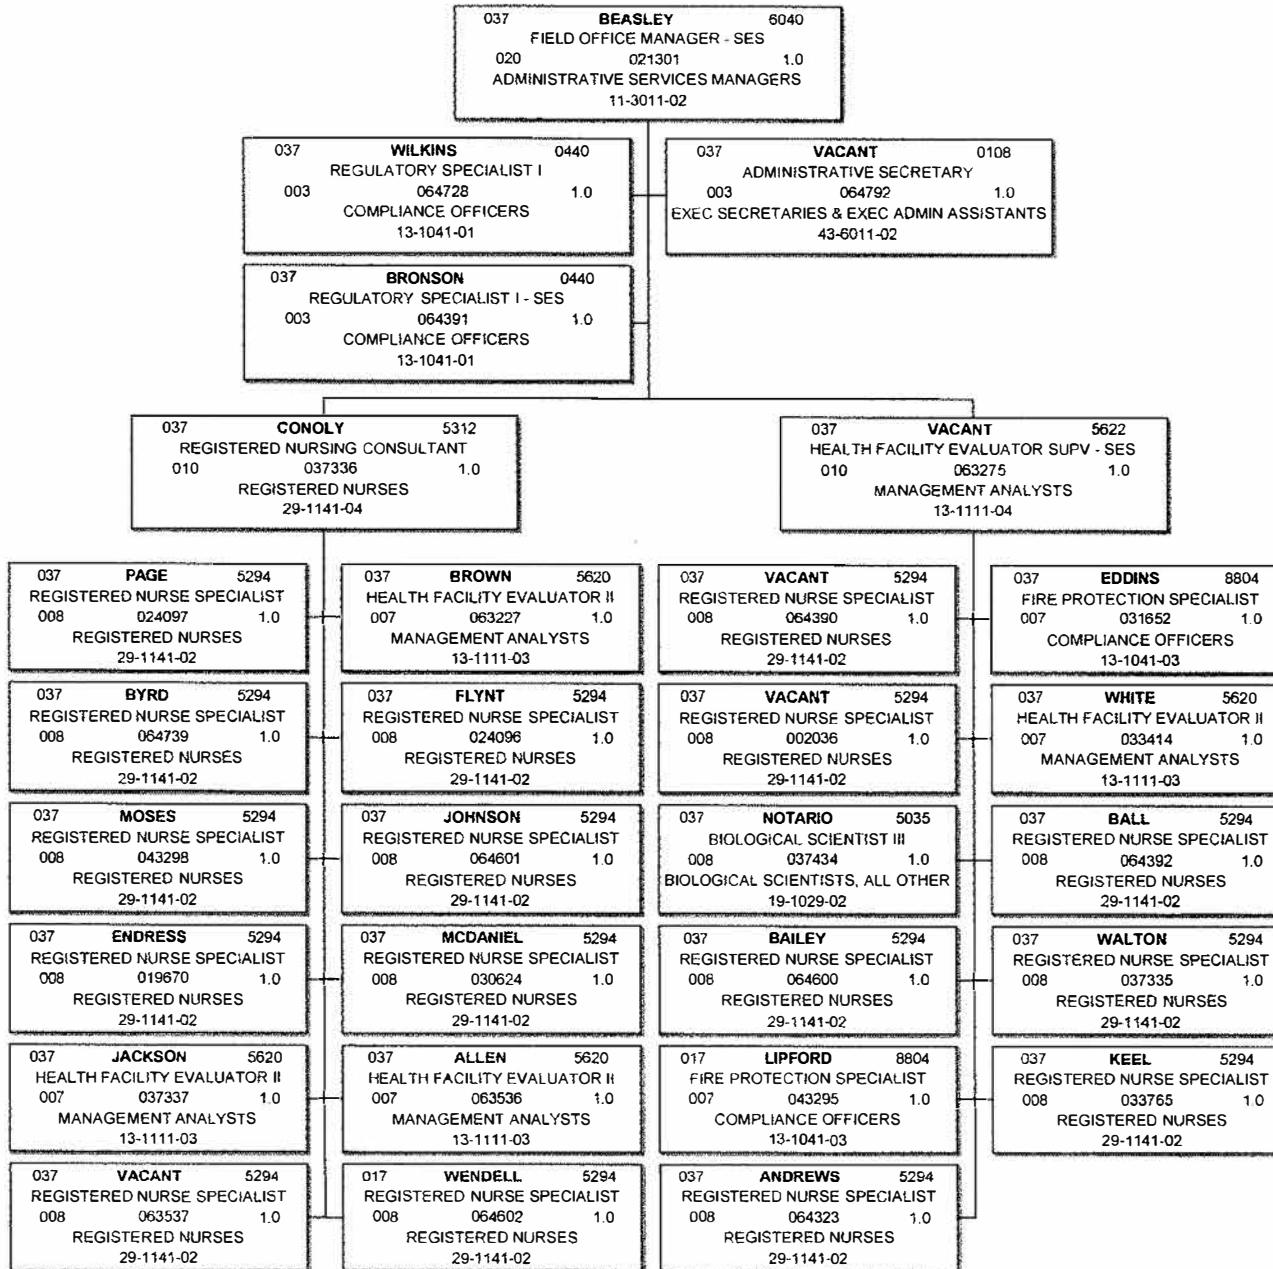 037 BEASLEY 6040
FIELD OFFICE MANAGER - SES
020 021301 1.0
ADMINISTRATIVE SERVICES MANAGERS
11-3011-02
037 WILKINS 0440
REGULATORY SPECIALIST I
003 064728 1.0
COMPLIANCE OFFICERS
13-1041-01
037 VACANT 0108
ADMINISTRATIVE SECRETARY
003 064792 1.0
EXEC SECRETARIES & EXEC ADMIN ASSISTANTS
43-6011-02
037 BRONSON 0440
REGULATORY SPECIALIST I - SES
003 064391 1.0
COMPLIANCE OFFICERS
13-1041-01
037 CONOLY 5312
REGISTERED NURSING CONSULTANT
010 037336 1.0
REGISTERED NURSES
29-1141-04
037 VACANT 5622
HEALTH FACILITY EVALUATOR SUPV - SES
010 063275 1.0
MANAGEMENT ANALYSTS
13-1111-04
037 PAGE 5294
REGISTERED NURSE SPECIALIST
008 024097 1.0
REGISTERED NURSES
29-1141-02
037 BROWN 5620
HEALTH FACILITY EVALUATOR II
007 063227 1.0
MANAGEMENT ANALYSTS
13-1111-03
037 VACANT 5294
REGISTERED NURSE SPECIALIST
008 064390 1.0
REGISTERED NURSES
29-1141-02
037 EDDINS 8804
FIRE PROTECTION SPECIALIST
007 031652 1.0
COMPLIANCE OFFICERS
13-1041-03
037 BYRD 5294
REGISTERED NURSE SPECIALIST
008 064739 1.0
REGISTERED NURSES
29-1141-02
037 FLYNT 5294
REGISTERED NURSE SPECIALIST
008 024096 1.0
REGISTERED NURSES
29-1141-02
037 VACANT 5294
REGISTERED NURSE SPECIALIST
008 002036 1.0
REGISTERED NURSES
29-1141-02
037 WHITE 5620
HEALTH FACILITY EVALUATOR II
007 033414 1.0
MANAGEMENT ANALYSTS
13-1111-03
037 MOSES 5294
REGISTERED NURSE SPECIALIST
008 043298 1.0
REGISTERED NURSES
29-1141-02
037 JOHNSON 5294
REGISTERED NURSE SPECIALIST
008 064601 1.0
REGISTERED NURSES
29-1141-02
037 NOTARIO 5035
BIOLOGICAL SCIENTIST III
008 037434 1.0
BIOLOGICAL SCIENTISTS, ALL OTHER
19-1029-02
037 BALL 5294
REGISTERED NURSE SPECIALIST
008 064392 1.0
REGISTERED NURSES
29-1141-02
037 ENDRESS 5294
REGISTERED NURSE SPECIALIST
008 019670 1.0
REGISTERED NURSES
29-1141-02
037 MCDANIEL 5294
REGISTERED NURSE SPECIALIST
008 030624 1.0
REGISTERED NURSES
29-1141-02
037 BAILEY 5294
REGISTERED NURSE SPECIALIST
008 064600 1.0
REGISTERED NURSES
29-1141-02
037 WALTON 5294
REGISTERED NURSE SPECIALIST
008 037335 1.0
REGISTERED NURSES
29-1141-02
037 JACKSON 5620
HEALTH FACILITY EVALUATOR II
007 037337 1.0
MANAGEMENT ANALYSTS
13-1111-03
037 ALLEN 5620
HEALTH FACILITY EVALUATOR II
007 063536 1.0
MANAGEMENT ANALYSTS
13-1111-03
017 LIPFORD 8804
FIRE PROTECTION SPECIALIST
007 043295 1.0
COMPLIANCE OFFICERS
13-1041-03
037 KEEL 5294
REGISTERED NURSE SPECIALIST
008 033765 1.0
REGISTERED NURSES
29-1141-02
037 VACANT 5294
REGISTERED NURSE SPECIALIST
008 063537 1.0
REGISTERED NURSES
29-1141-02
017 WENDELL 5294
REGISTERED NURSE SPECIALIST
008 064602 1.0
REGISTERED NURSES
29-1141-02
037 ANDREWS 5294
REGISTERED NURSE SPECIALIST
008 064323 1.0
REGISTERED NURSES
29-1141-02